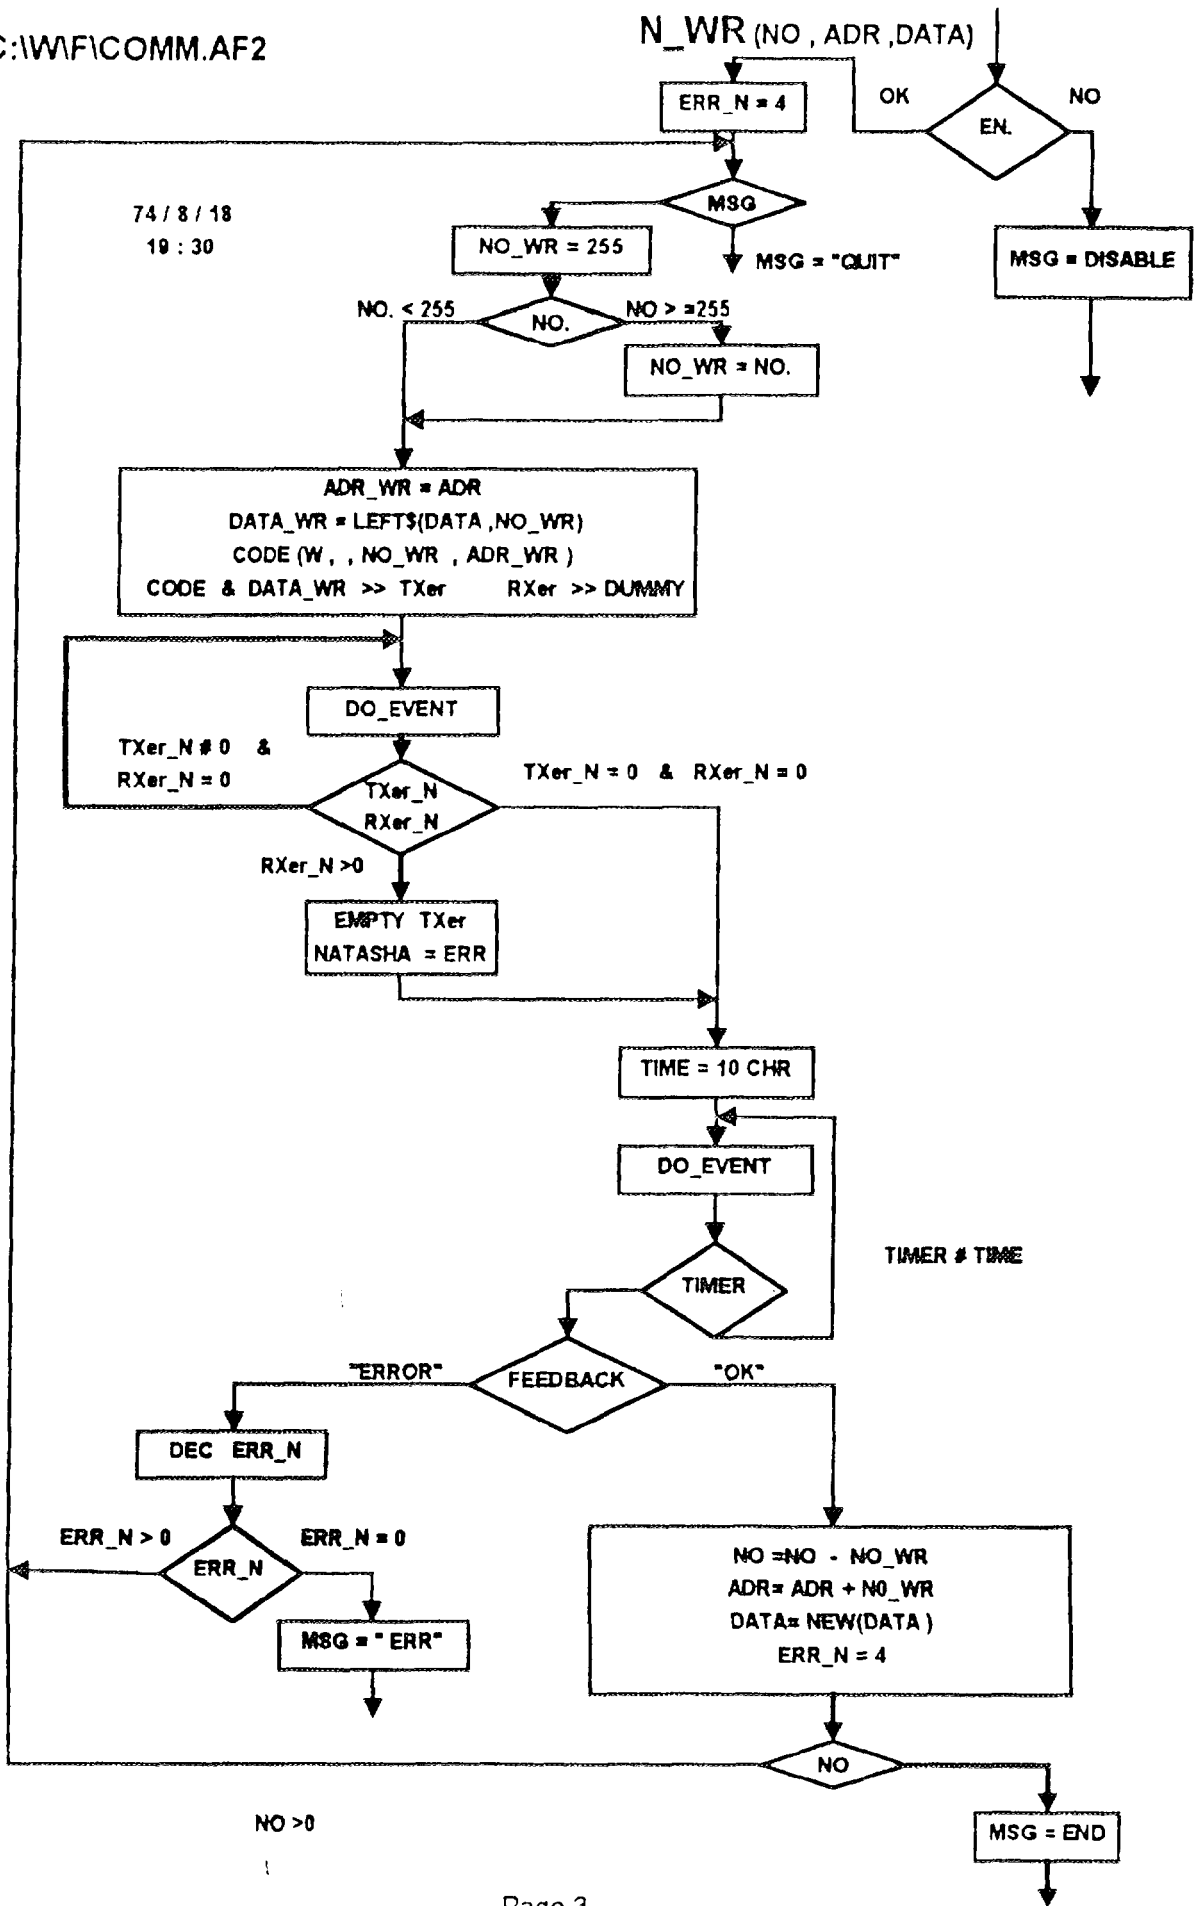 C:\W\F\COMM.AF2
N_WR (NO , ADR ,DATA)
ERR_N = 4
OK
NO
EN.
MSG
74 / 8 / 18
19 : 30
NO_WR = 255
MSG = "QUIT"
MSG = DISABLE
NO. < 255
NO.
NO > =255
NO_WR = NO.
ADR_WR = ADR
DATA_WR = LEFT$(DATA ,NO_WR)
CODE (W , , NO_WR , ADR_WR )
CODE & DATA_WR >> TXer RXer >> DUMMY
DO_EVENT
TXer_N # 0 &
RXer_N = 0
TXer_N = 0 & RXer_N = 0
TXer_N
RXer_N
RXer_N >0
EMPTY TXer
NATASHA = ERR
TIME = 10 CHR
DO_EVENT
TIMER # TIME
TIMER
"ERROR"
FEEDBACK
"OK"
DEC ERR_N
ERR_N > 0
ERR_N = 0
ERR_N
MSG = " ERR"
NO =NO - NO_WR
ADR= ADR + N0_WR
DATA= NEW(DATA )
ERR_N = 4
NO
NO >0
MSG = END
Page 3